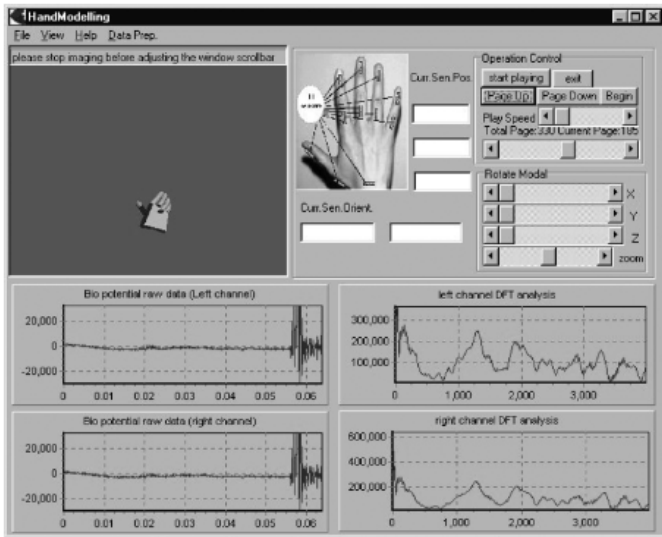 HandModelling
File View Help Data Prep.
please stop imaging before adjusting the window scrollbar
Curr.Sen.Pos.
Curr.Sen.Orient.
Operation Control
start playing exit
Page Up Page Down Begin
Play Speed
Total Page:330 Current Page:185
Rotate Modal
X
Y
Z
zoom
Bio potential raw data (Left channel)
20,000
0
-20,000
0 0.01 0.02 0.03 0.04 0.05 0.06
left channel DFT analysis
300,000
200,000
100,000
0 1,000 2,000 3,000
Bio potential raw data (right channel)
20,000
0
-20,000
0 0.01 0.02 0.03 0.04 0.05 0.06
right channel DFT analysis
600,000
400,000
200,000
0 1,000 2,000 3,000